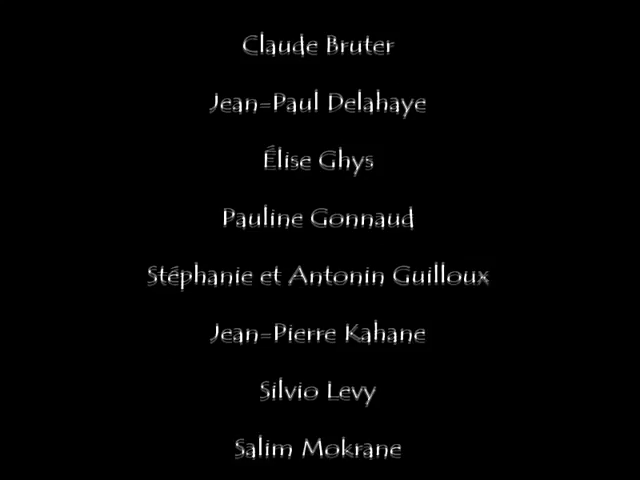 Claude Bruter
Jean-Paul Delahaye
Élise Ghys
Pauline Gonnaud
Stéphanie et Antonin Guilloux
Jean-Pierre Kahane
Silvio Levy
Salim Mokrane